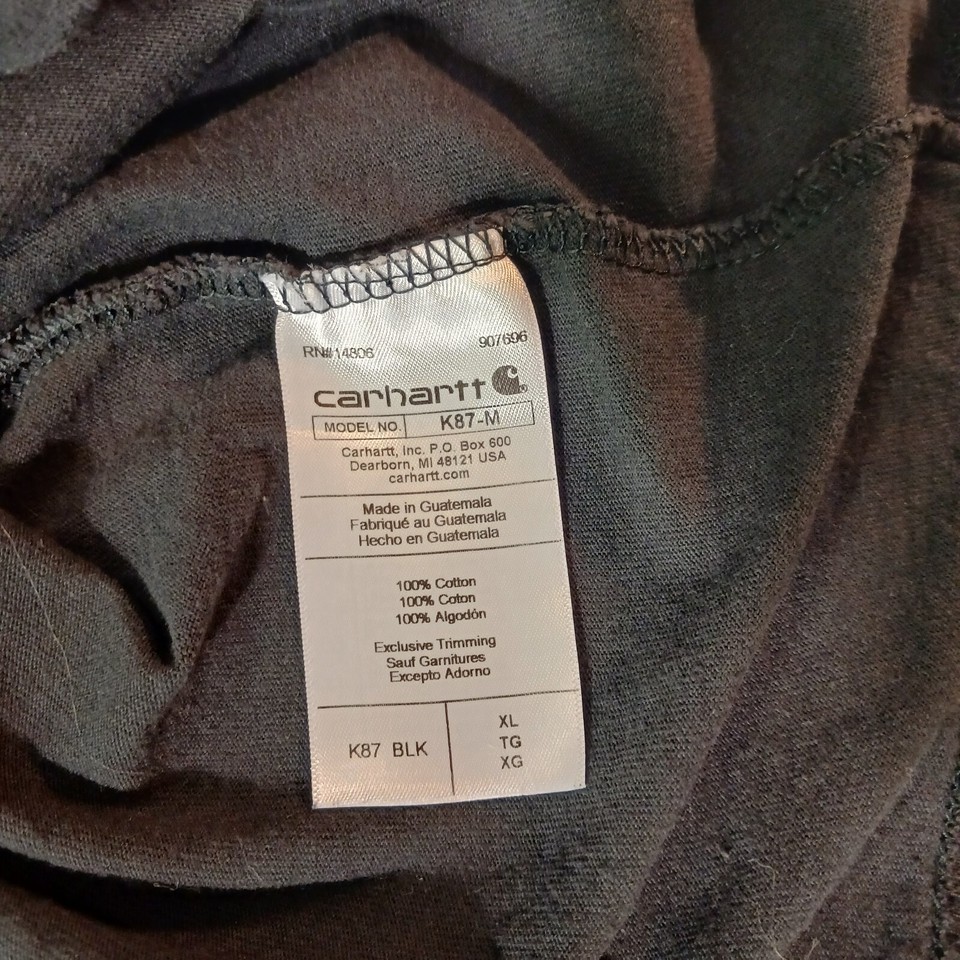 RN#14806 907696
carhartt
MODEL NO. K87-M
Carhartt, Inc. P.O. Box 600
Dearborn, MI 48121 USA
carhartt.com
Made in Guatemala
Fabriqué au Guatemala
Hecho en Guatemala
100% Cotton
100% Coton
100% Algodón
Exclusive Trimming
Sauf Garnitures
Excepto Adorno
K87 BLK
XL
TG
XG